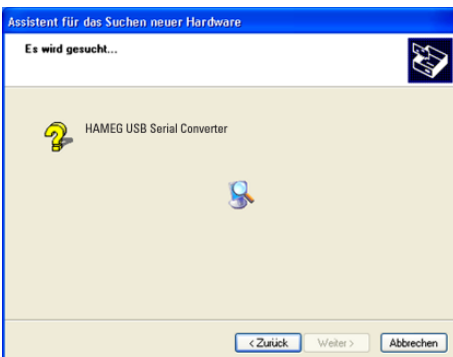 Assistent für das Suchen neuer Hardware
Es wird gesucht...
HAMEG USB Serial Converter
< Zurück
Weiter >
Abbrechen